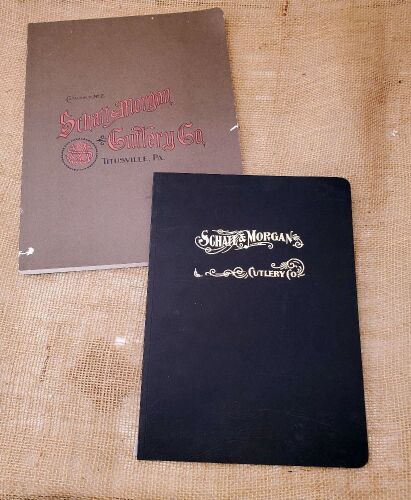 Schatt & Morgan
Cutlery Co.
Titusville, Pa.
Schatt & Morgan
Cutlery Co.